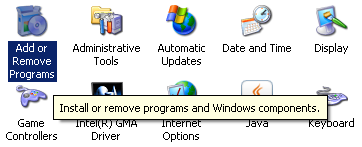 Add or Remove Programs
Administrative Tools
Automatic Updates
Date and Time
Display
Install or remove programs and Windows components.
Game Controllers
Intel(R) GMA Driver
Internet Options
Java
Keyboard